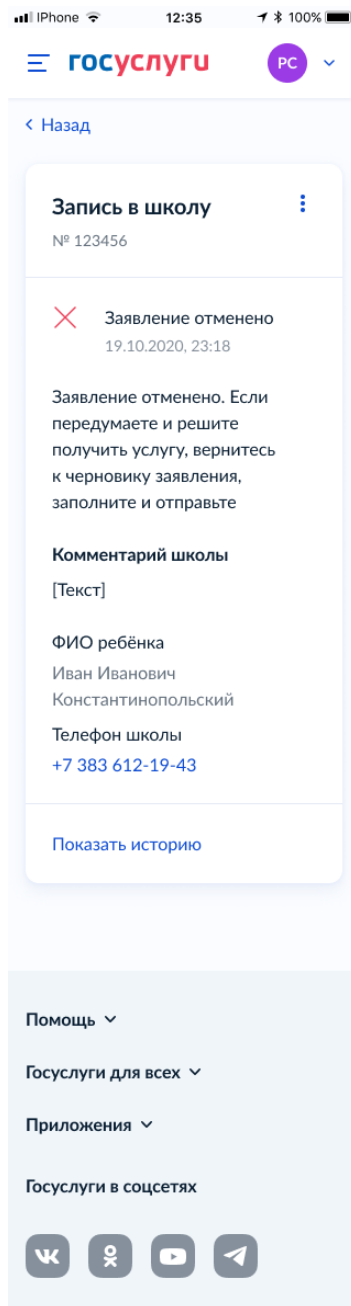 IPhone 12:35 100%
госуслуги РС
Назад
Запись в школу
№ 123456
Заявление отменено
19.10.2020, 23:18
Заявление отменено. Если
передумаете и решите
получить услугу, вернитесь
к черновику заявления,
заполните и отправьте
Комментарий школы
[Текст]
ФИО ребёнка
Иван Иванович
Константинопольский
Телефон школы
+7 383 612-19-43
Показать историю
Помощь
Госуслуги для всех
Приложения
Госуслуги в соцсетях